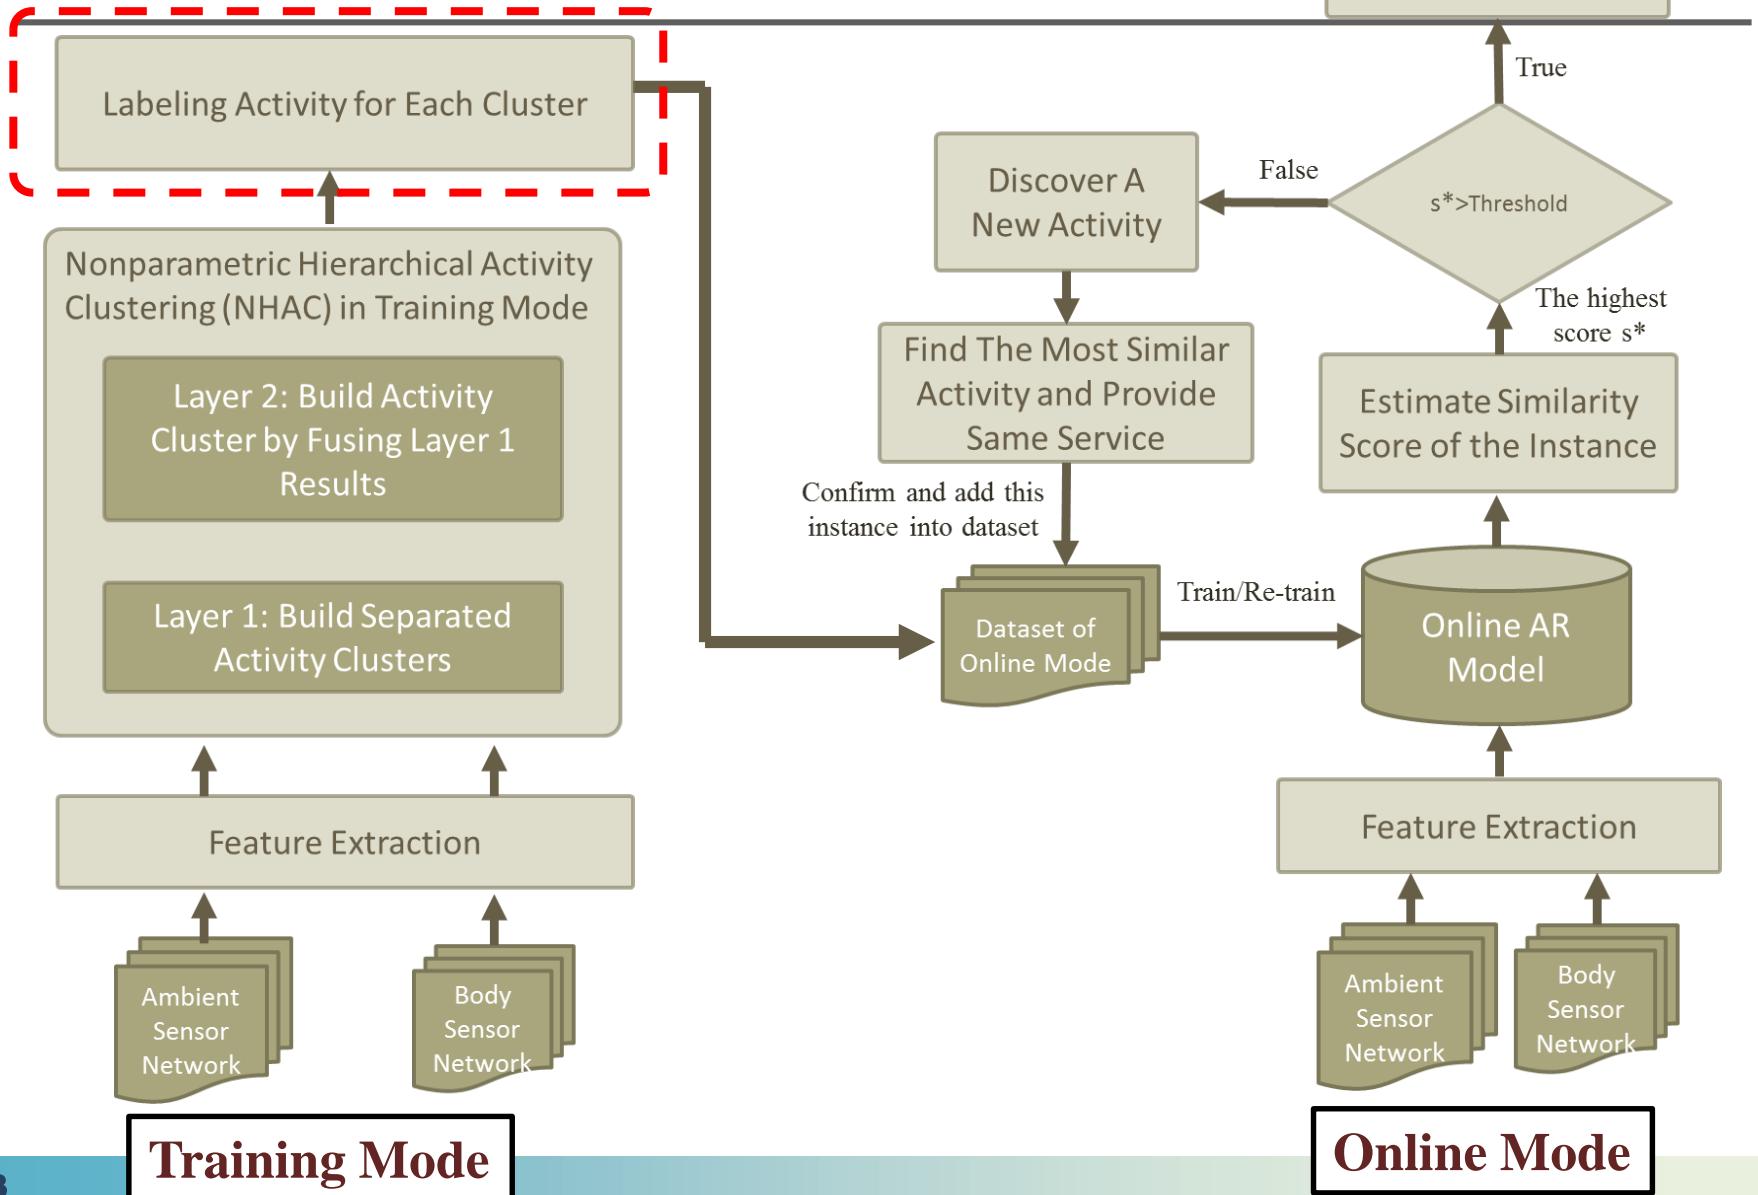 Labeling Activity for Each Cluster
Nonparametric Hierarchical Activity
Clustering (NHAC) in Training Mode
Layer 2: Build Activity
Cluster by Fusing Layer 1
Results
Layer 1: Build Separated
Activity Clusters
Feature Extraction
Ambient
Sensor
Network
Body
Sensor
Network
Training Mode
True
False
s*>Threshold
Discover A
New Activity
The highest
score s*
Find The Most Similar
Activity and Provide
Same Service
Estimate Similarity
Score of the Instance
Confirm and add this
instance into dataset
Dataset of
Online Mode
Train/Re-train
Online AR
Model
Feature Extraction
Ambient
Sensor
Network
Body
Sensor
Network
Online Mode